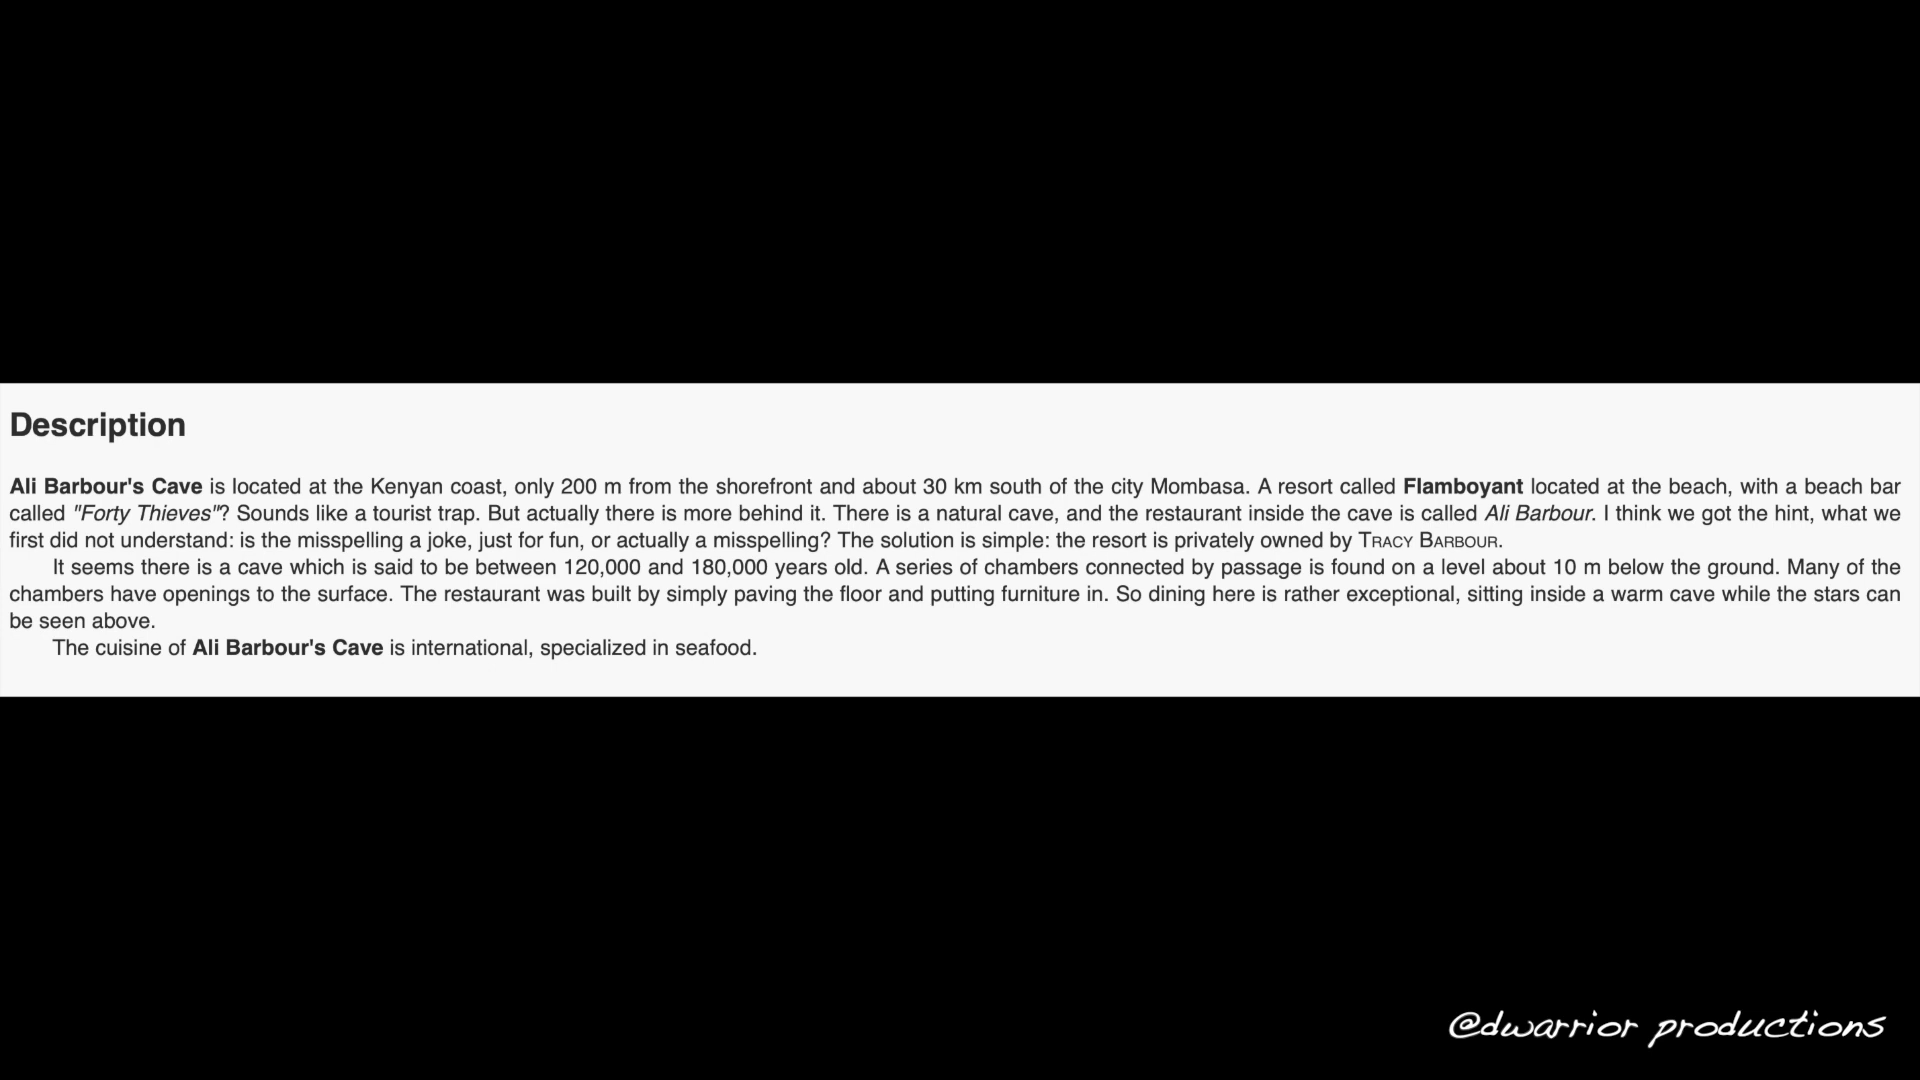 Description
Ali Barbour's Cave is located at the Kenyan coast, only 200 m from the shorefront and about 30 km south of the city Mombasa. A resort called Flamboyant located at the beach, with a beach bar
called "Forty Thieves"? Sounds like a tourist trap. But actually there is more behind it. There is a natural cave, and the restaurant inside the cave is called Ali Barbour. I think we got the hint, what we
first did not understand: is the misspelling a joke, just for fun, or actually a misspelling? The solution is simple: the resort is privately owned by TRACY BARBOUR.
It seems there is a cave which is said to be between 120,000 and 180,000 years old. A series of chambers connected by passage is found on a level about 10 m below the ground. Many of the
chambers have openings to the surface. The restaurant was built by simply paving the floor and putting furniture in. So dining here is rather exceptional, sitting inside a warm cave while the stars can
be seen above.
The cuisine of Ali Barbour's Cave is international, specialized in seafood.
@dwarrior productions